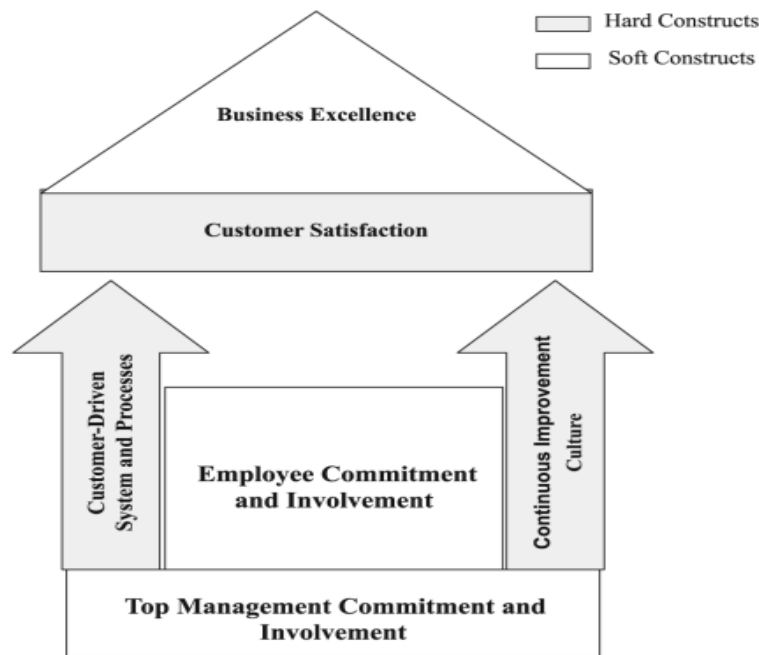 Hard Constructs
Soft Constructs
Business Excellence
Customer Satisfaction
Customer-Driven
System and Processes
Employee Commitment
and Involvement
Continuous Improvement
Culture
Top Management Commitment and
Involvement